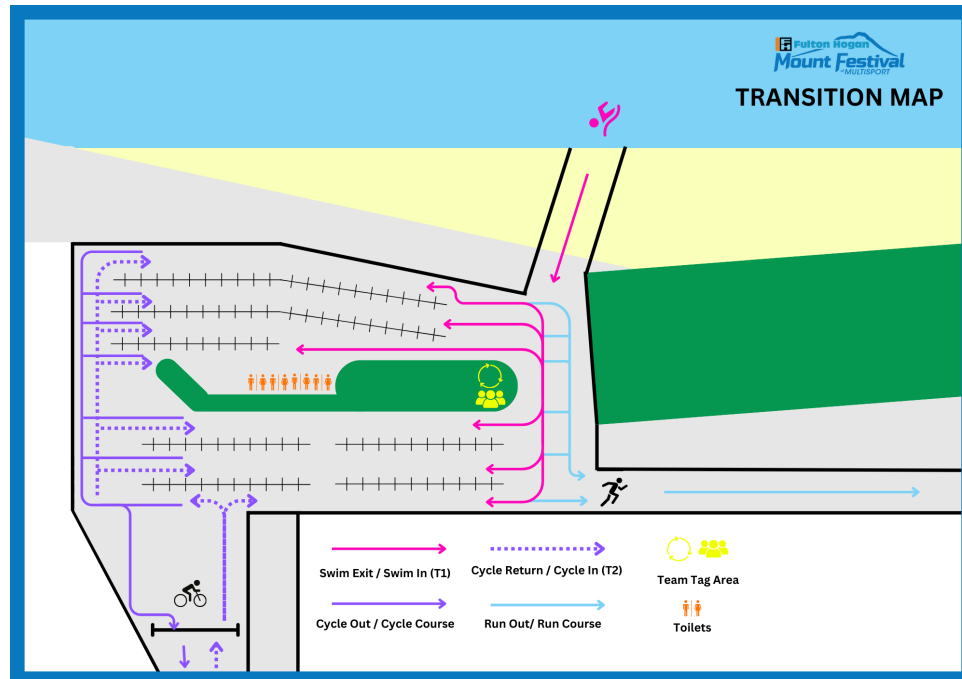 Fulton Hogan
Mount Festival
of MULTISPORT
TRANSITION MAP
Swim Exit / Swim In (T1)
Cycle Return / Cycle In (T2)
Team Tag Area
Cycle Out / Cycle Course
Run Out/ Run Course
Toilets